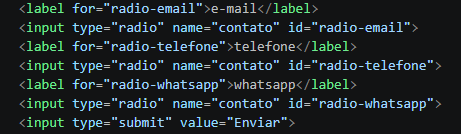 <label for="radio-email">e-mail</label>
<input type="radio" name="contato" id="radio-email">
<label for="radio-telefone">telefone</label>
<input type="radio" name="contato" id="radio-telefone">
<label for="radio-whatsapp">whatsapp</label>
<input type="radio" name="contato" id="radio-whatsapp">
<input type="submit" value="Enviar">